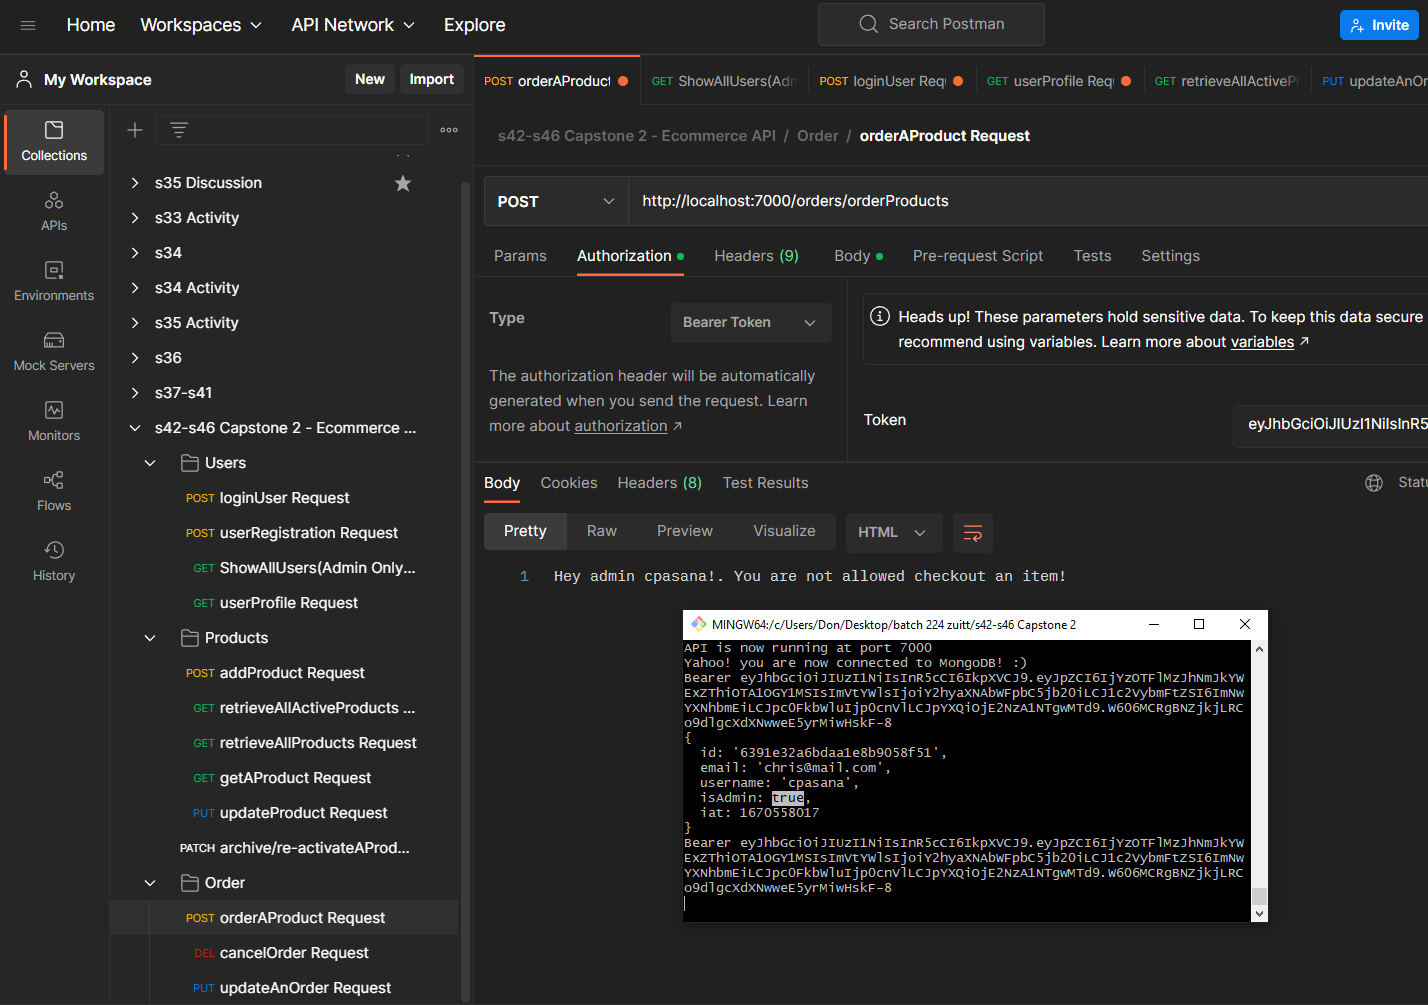 Home Workspaces API Network Explore Search Postman Invite
My Workspace New Import
POST orderAProduct GET ShowAllUsers(Adn POST loginUser Req GET userProfile Req GET retrieveAllActiveP PUT updateAnOr
s42-s46 Capstone 2 - Ecommerce API / Order / orderAProduct Request
Collections
APIs
Environments
Mock Servers
Monitors
Flows
History
s35 Discussion
s33 Activity
s34
s34 Activity
s35 Activity
s36
s37-s41
s42-s46 Capstone 2 - Ecommerce ...
Users
POST loginUser Request
POST userRegistration Request
GET ShowAllUsers(Admin Only...
GET userProfile Request
Products
POST addProduct Request
GET retrieveAllActiveProducts ...
GET retrieveAllProducts Request
GET getAProduct Request
PUT updateProduct Request
PATCH archive/re-activateAProd...
Order
POST orderAProduct Request
DEL cancelOrder Request
PUT updateAnOrder Request
POST http://localhost:7000/orders/orderProducts
Params Authorization Headers (9) Body Pre-request Script Tests Settings
Type Bearer Token
The authorization header will be automatically
generated when you send the request. Learn
more about authorization ↗
Heads up! These parameters hold sensitive data. To keep this data secure
recommend using variables. Learn more about variables ↗
Token eyJhbGciOiJIUzI1NiIsInR5
Body Cookies Headers (8) Test Results Statu
Pretty Raw Preview Visualize HTML
1 Hey admin cpasana!. You are not allowed checkout an item!
MINGW64:/c/Users/Don/Desktop/batch 224 zuitt/s42-s46 Capstone 2
API is now running at port 7000
Yahoo! you are now connected to MongoDB! :)
Bearer eyJhbGciOiJIUzI1NiIsInR5cCI6IkpXVCJ9.eyJpZCI6IjYzOTFlMzJhNmJkYW
ExZThiOTA1OGY1MSIsImVtYWlsIjoiY2hyaXNAbWFpbC5jb20iLCJ1c2VybmFtZSI6ImNw
YXNhbmEiLCJpc0FkbWluIjp0cnVlLCJpYXQiOjE2NzA1NTgwMTd9.W6O6MCRgBNZjkjLRC
o9dlgcXdXNwweE5yrMiwHskF-8
{
id: '6391e32a6bdaa1e8b9058f51',
email: 'chris@mail.com',
username: 'cpasana',
isAdmin: true,
iat: 1670558017
}
Bearer eyJhbGciOiJIUzI1NiIsInR5cCI6IkpXVCJ9.eyJpZCI6IjYzOTFlMzJhNmJkYW
ExZThiOTA1OGY1MSIsImVtYWlsIjoiY2hyaXNAbWFpbC5jb20iLCJ1c2VybmFtZSI6ImNw
YXNhbmEiLCJpc0FkbWluIjp0cnVlLCJpYXQiOjE2NzA1NTgwMTd9.W6O6MCRgBNZjkjLRC
o9dlgcXdXNwweE5yrMiwHskF-8